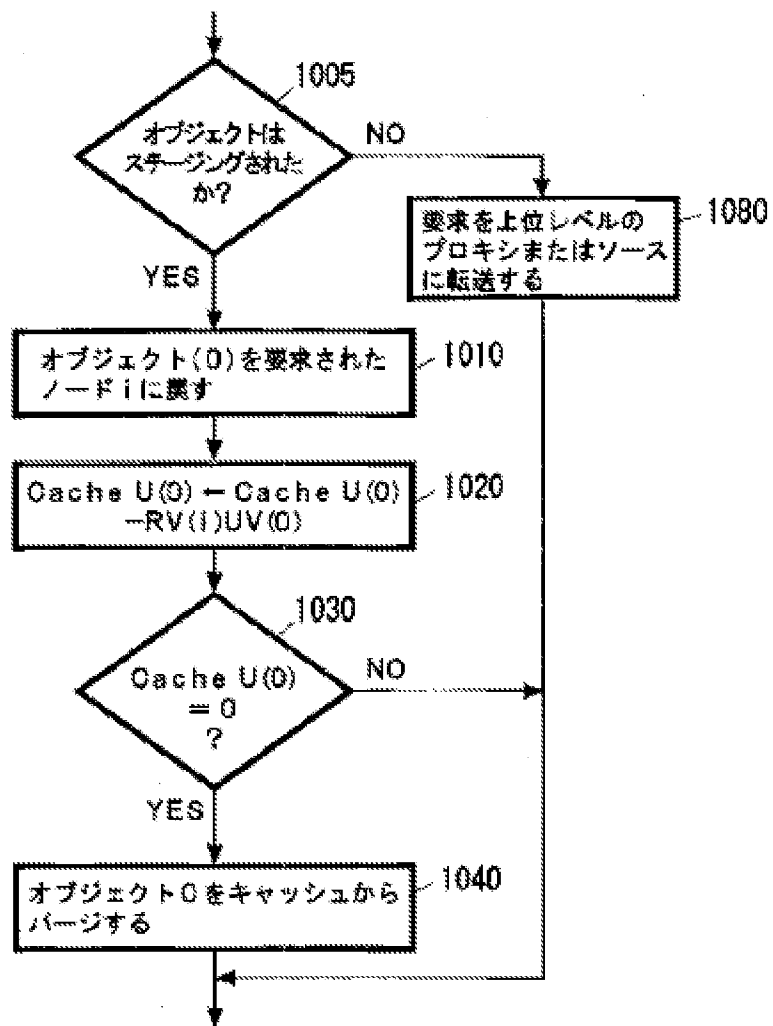 1005
オブジェクトは
ステージングされた
か?
NO
YES
要求を上位レベルの
プロキシまたはソース
に転送する
1080
オブジェクト(O)を要求された
ノードiに戻す
1010
Cache U(O) ← Cache U(O)
−RV(i)UV(O)
1020
1030
Cache U(O)
= 0
?
NO
YES
オブジェクトOをキャッシュから
パージする
1040